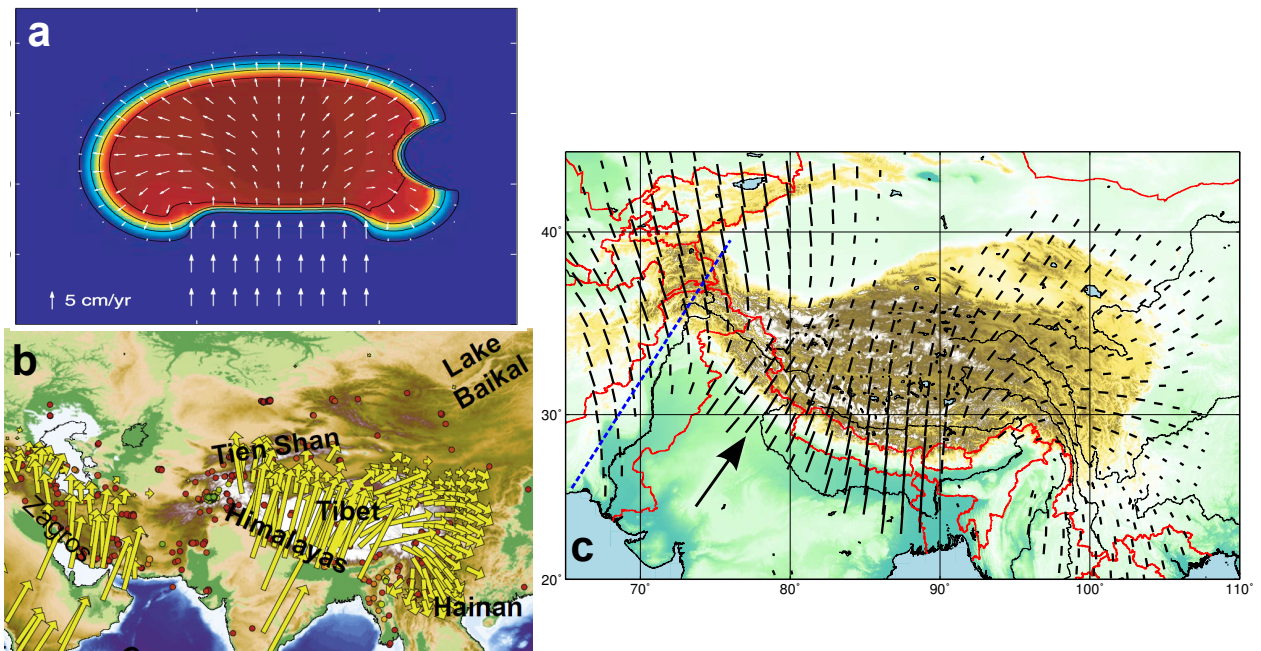 a
5 cm/yr
b
Lake
Baikal
Tien Shan
Zagros
Tibet
Himalayas
Hainan
40°
30°
20°
c
70°
80°
90°
100°
110°